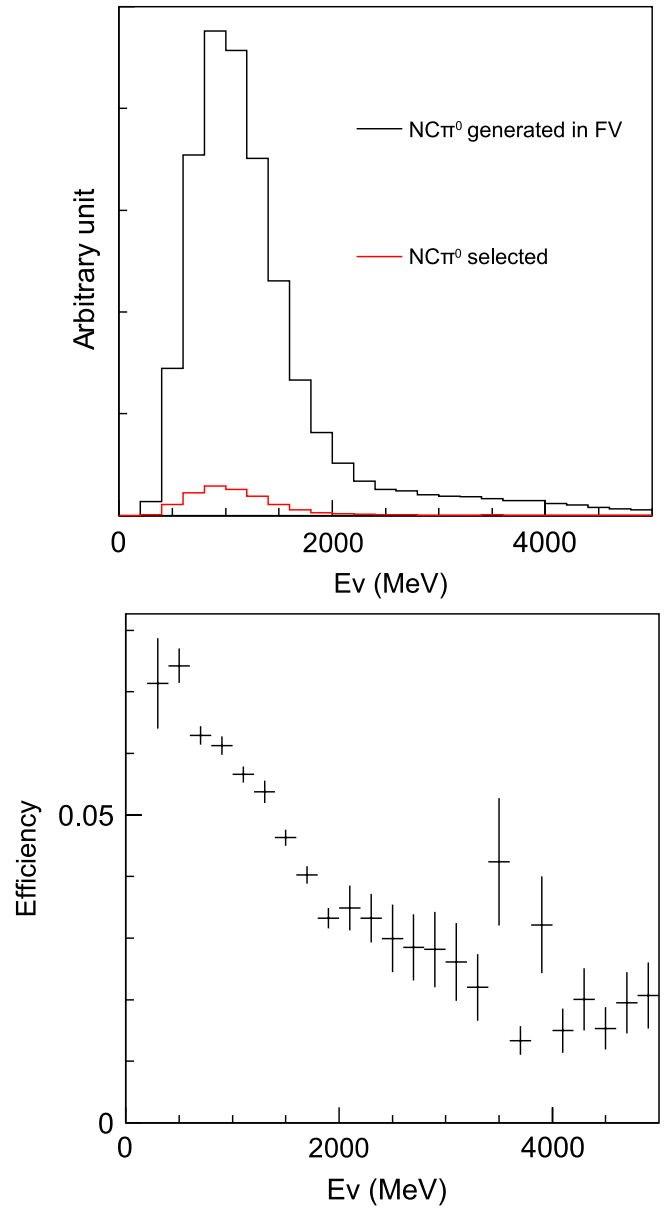 Arbitrary unit
NCπ⁰ generated in FV
NCπ⁰ selected
0
2000
4000
Ev (MeV)
Efficiency
0.05
0
0
2000
4000
Ev (MeV)